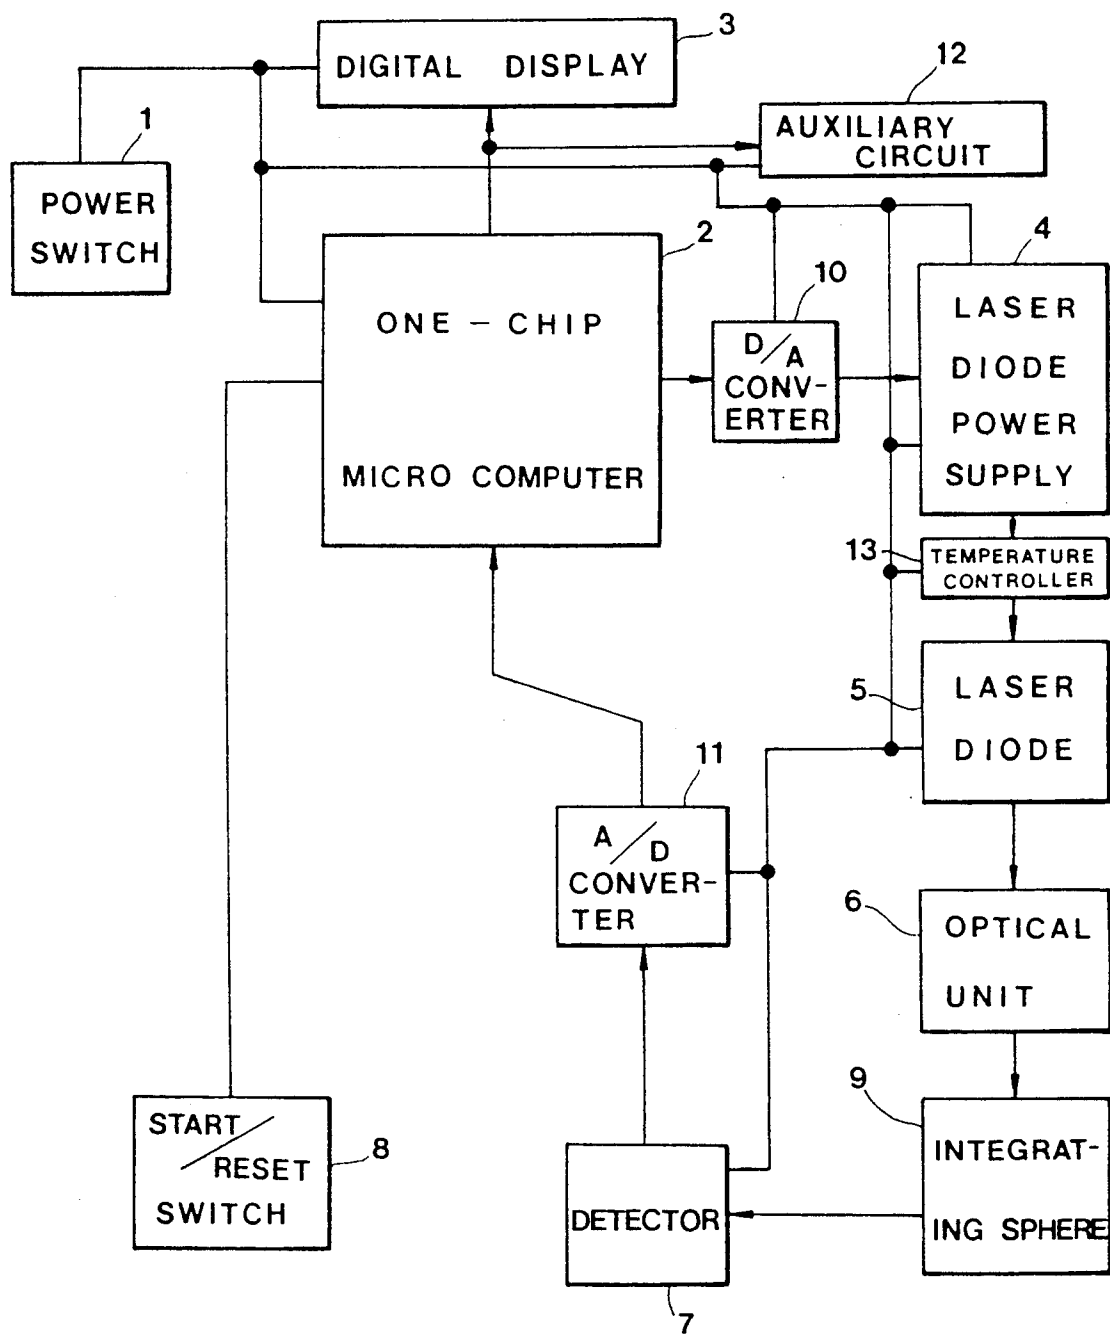 3
DIGITAL DISPLAY
12
AUXILIARY
CIRCUIT
1
POWER
SWITCH
2
ONE-CHIP
MICRO COMPUTER
10
D/A
CONV-
ERTER
4
LASER
DIODE
POWER
SUPPLY
13
TEMPERATURE
CONTROLLER
5
LASER
DIODE
11
A/D
CONVER-
TER
6
OPTICAL
UNIT
8
START/
RESET
SWITCH
7
DETECTOR
9
INTEGRAT-
ING SPHERE